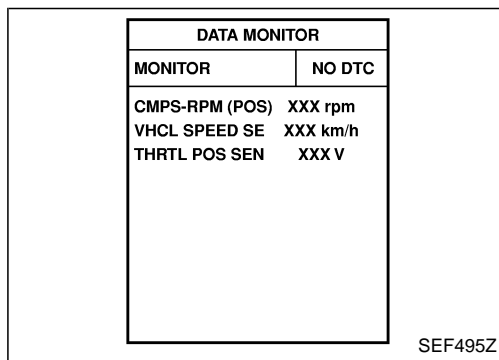 DATA MONITOR
MONITOR NO DTC
CMPS-RPM (POS) XXX rpm
VHCL SPEED SE XXX km/h
THRTL POS SEN XXX V
SEF495Z